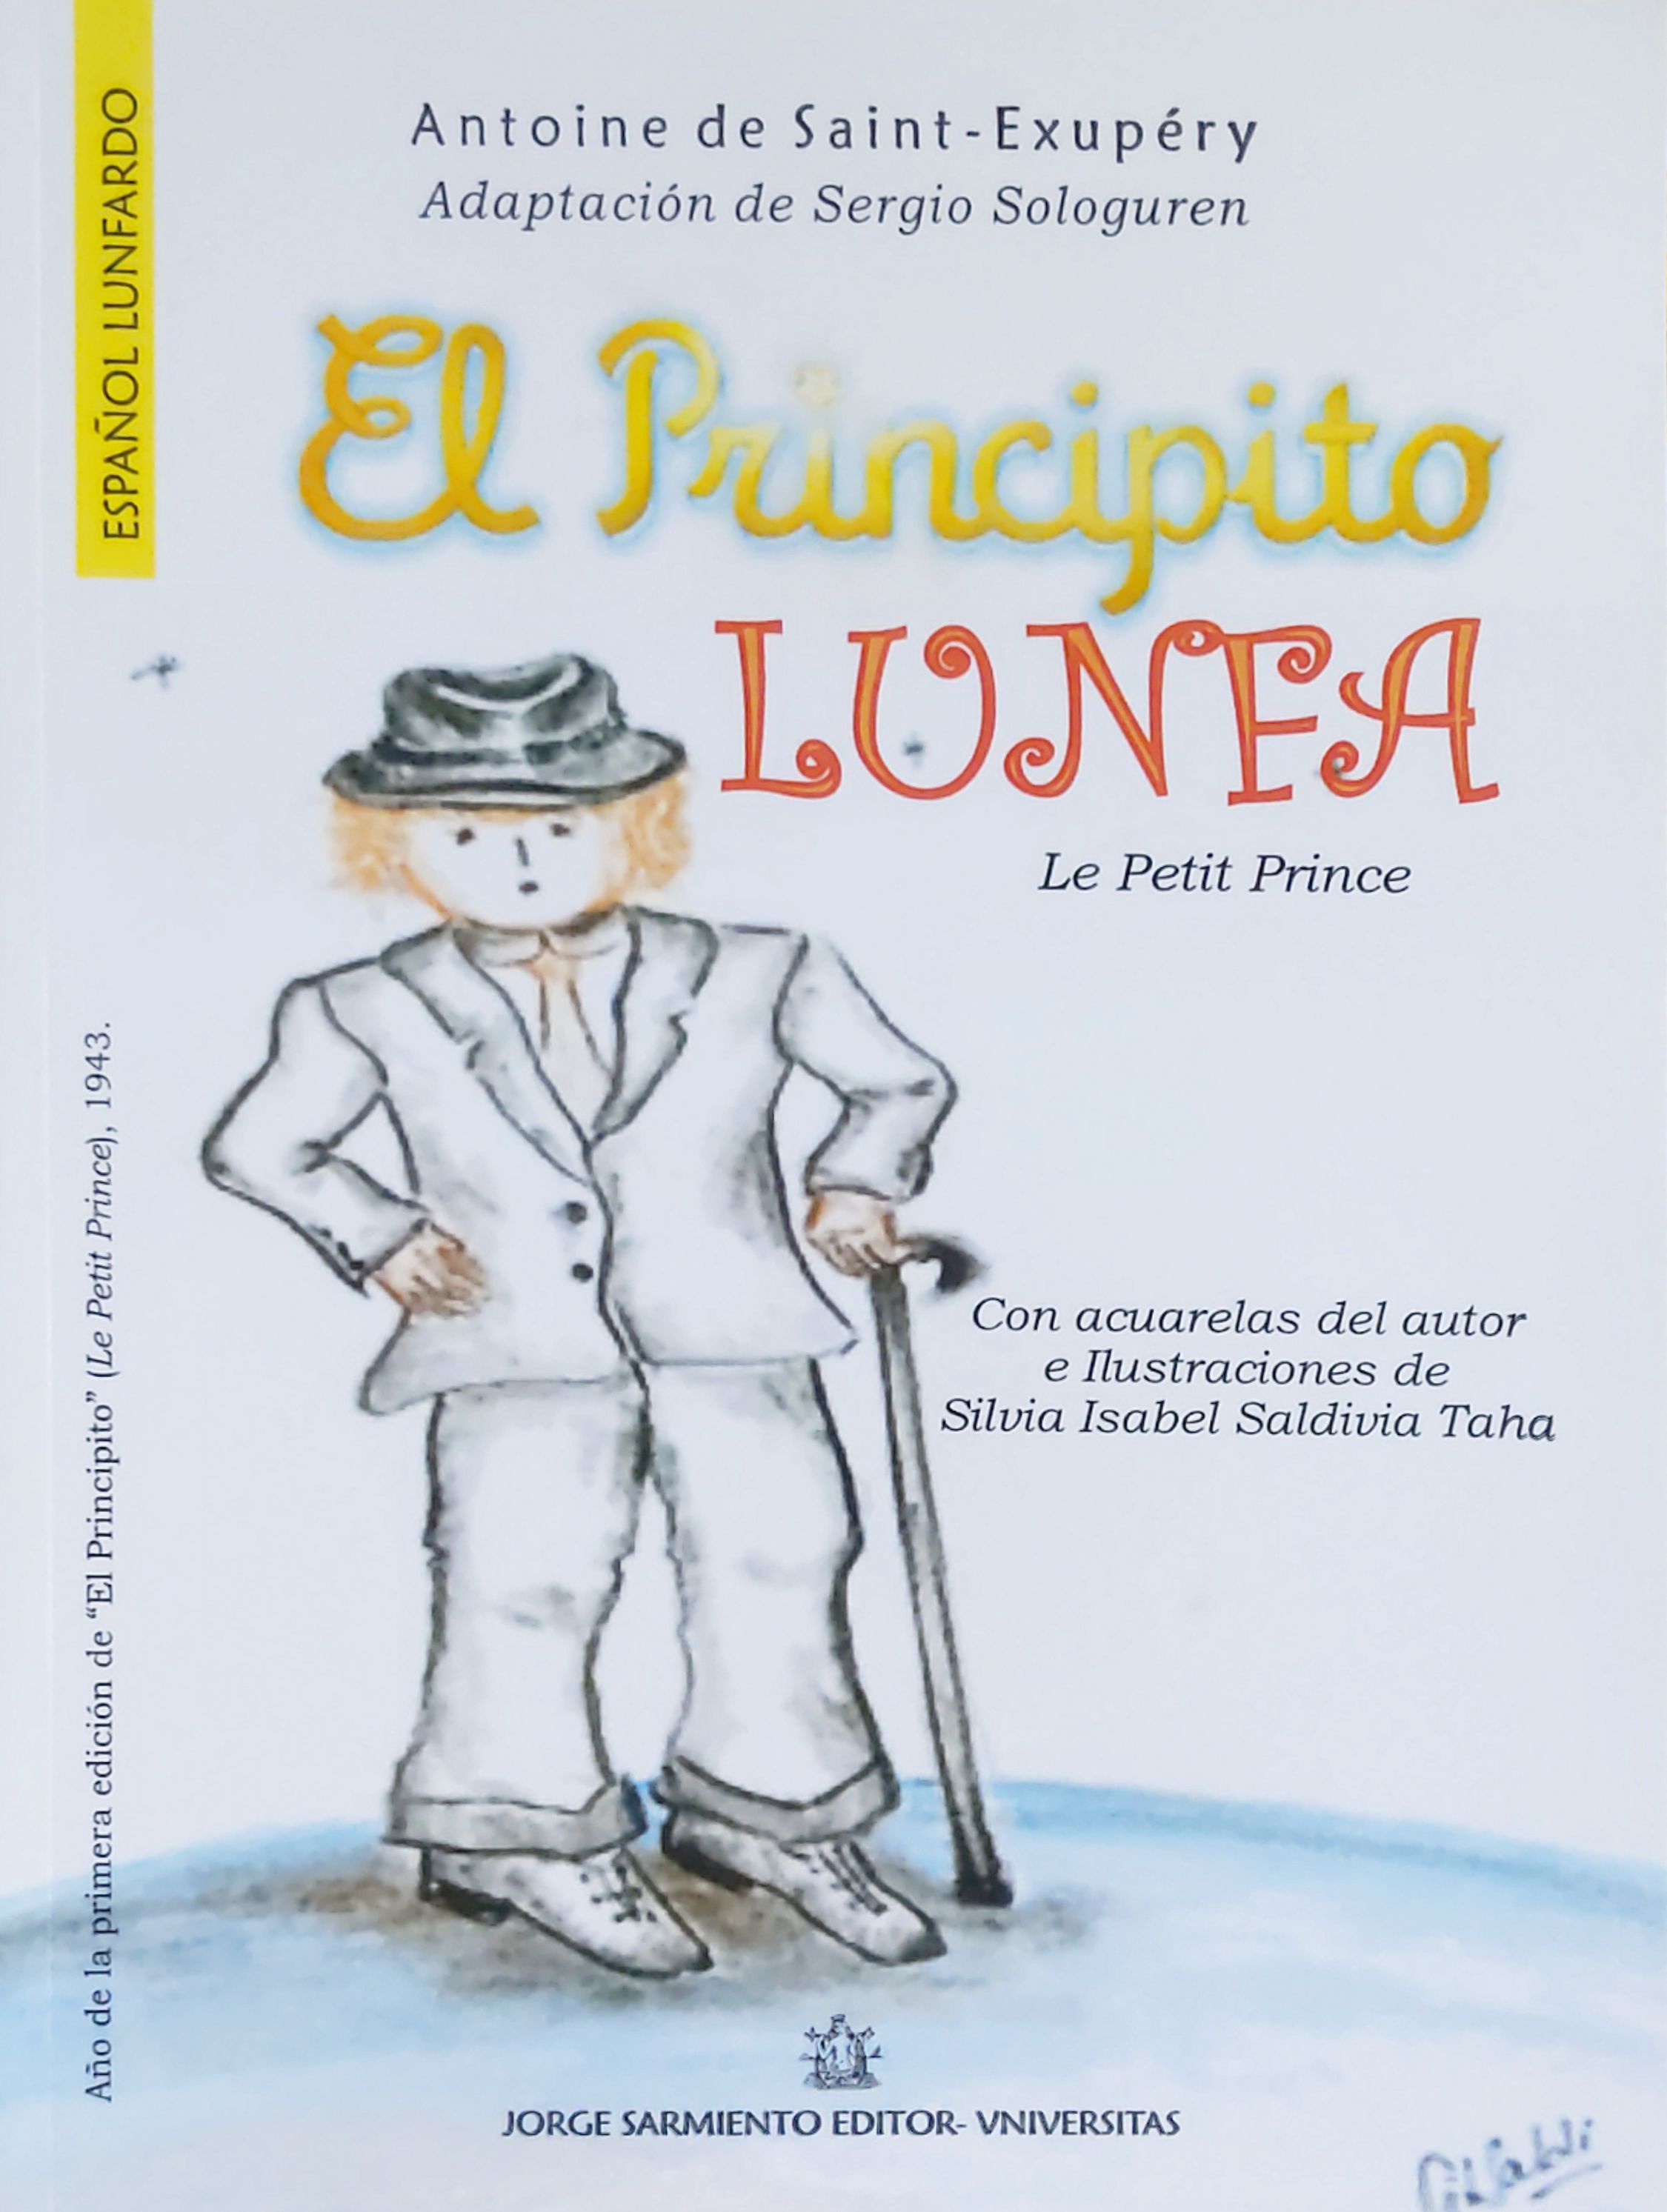 ESPAÑOL LUNFARDO
Antoine de Saint-Exupéry
Adaptación de Sergio Sologuren
El Principito
LUNFA
Le Petit Prince
Con acuarelas del autor
e Ilustraciones de
Silvia Isabel Saldivia Taha
Año de la primera edición de “El Principito” (Le Petit Prince), 1943.
JORGE SARMIENTO EDITOR- VNIVERSITAS